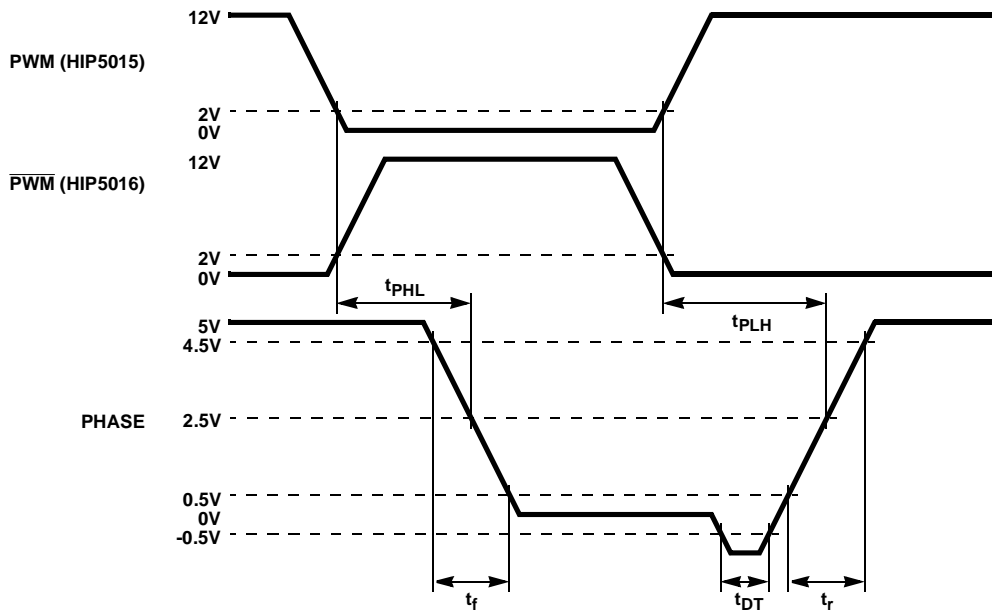 12V
PWM (HIP5015)
2V
0V
12V
P̅W̅M̅ (HIP5016)
2V
0V
tPHL
tPLH
5V
4.5V
PHASE
2.5V
0.5V
0V
-0.5V
tf
tDT
tr